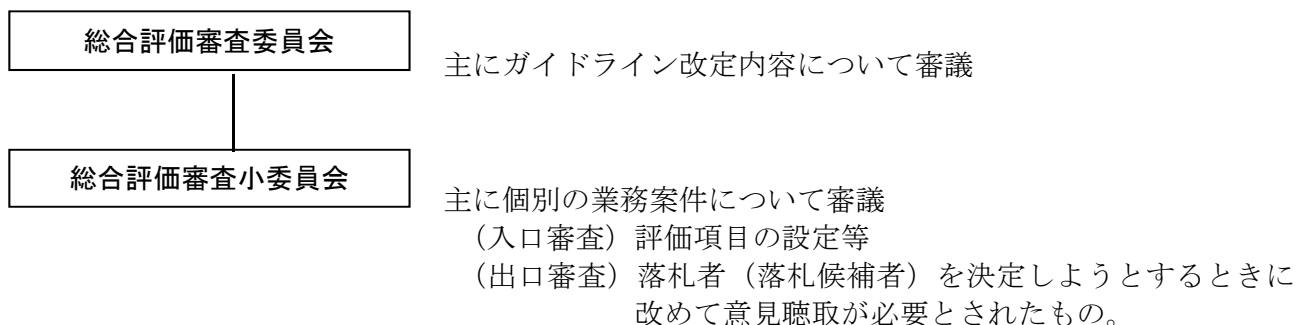 総合評価審査委員会
主にガイドライン改定内容について審議
総合評価審査小委員会
主に個別の業務案件について審議
（入口審査）評価項目の設定等
（出口審査）落札者（落札候補者）を決定しようとするときに
改めて意見聴取が必要とされたもの。